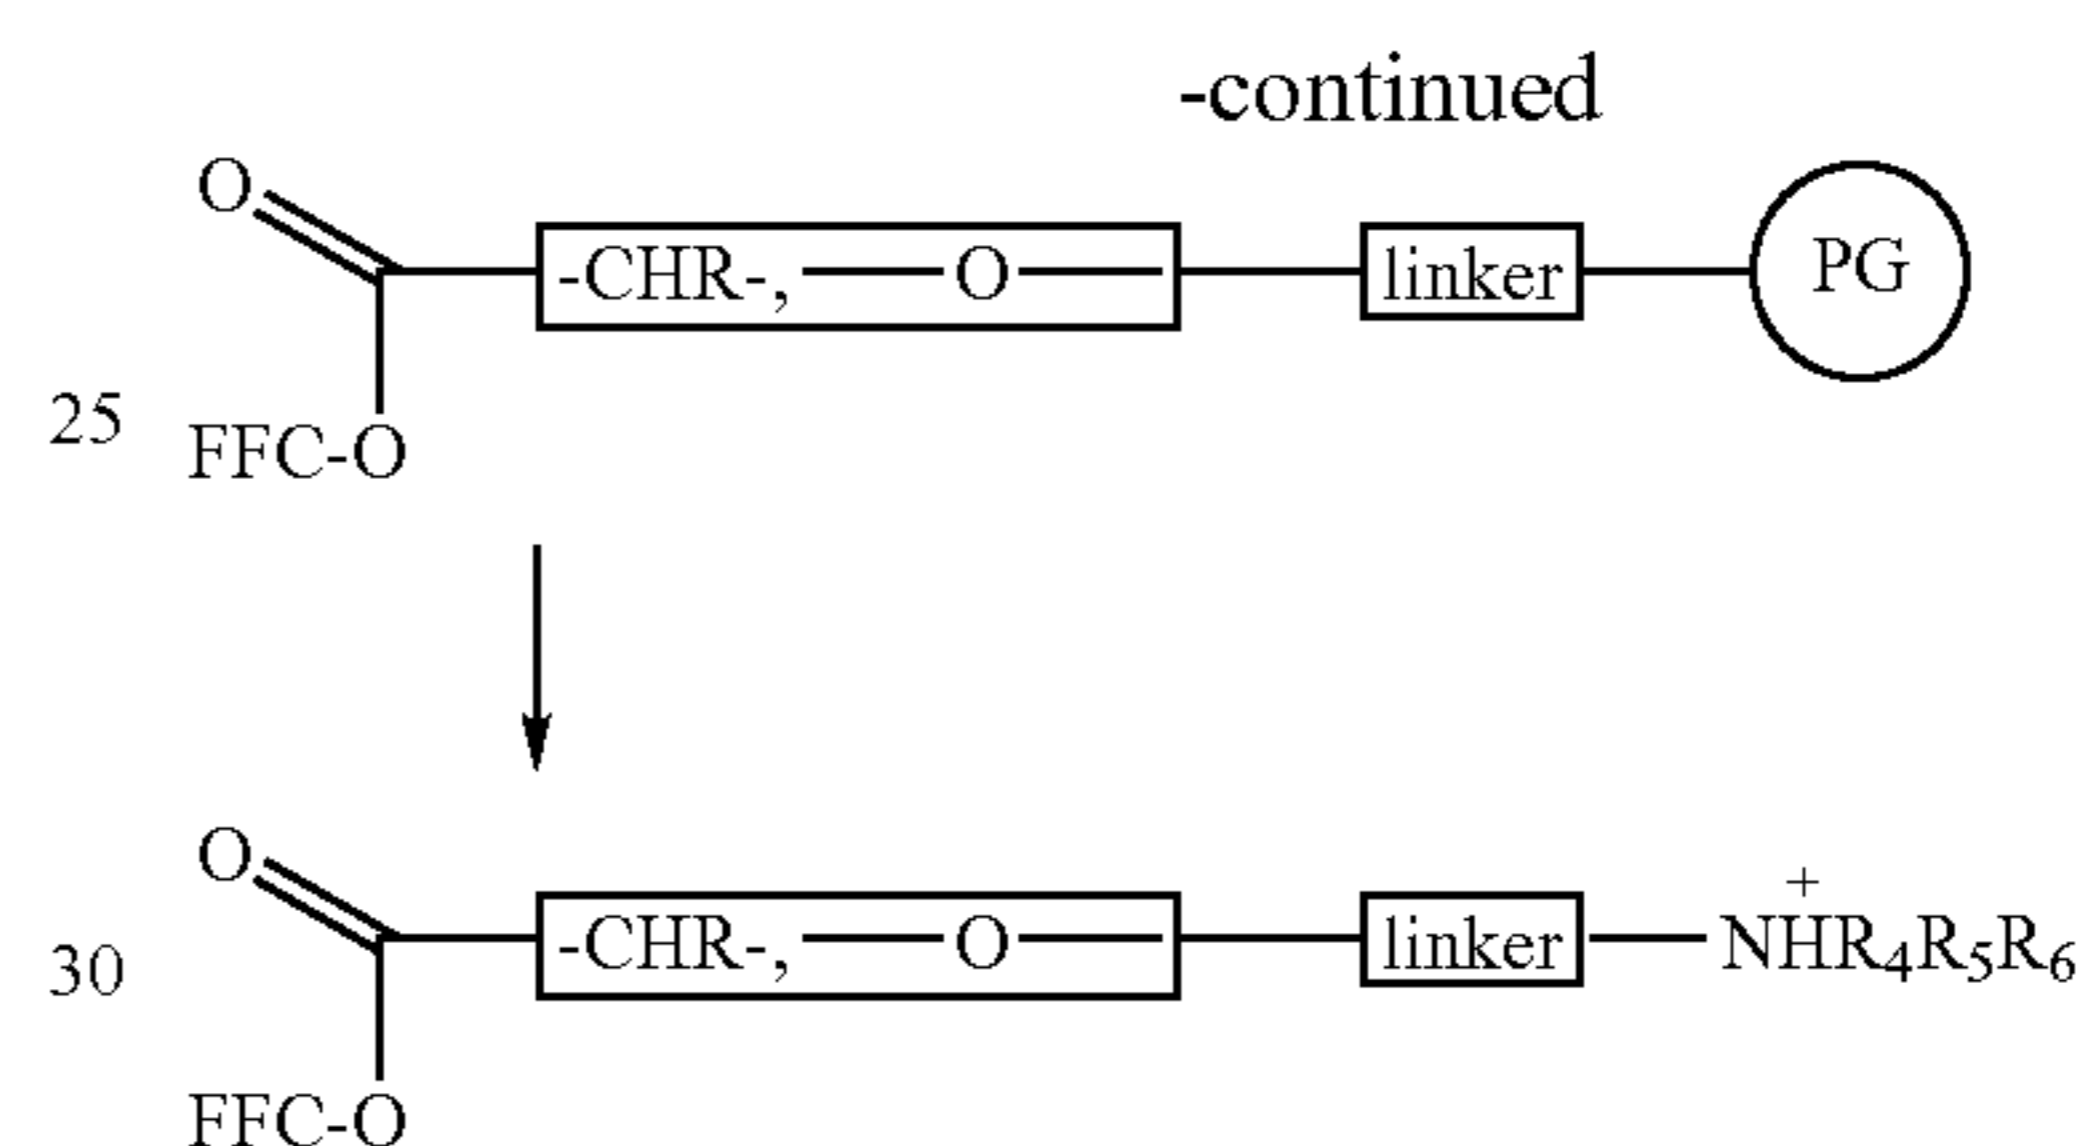 -continued
O
-CHR-, — O — linker PG
25 FFC-O
O +
30 -CHR-, — O — linker — NHR4R5R6
FFC-O